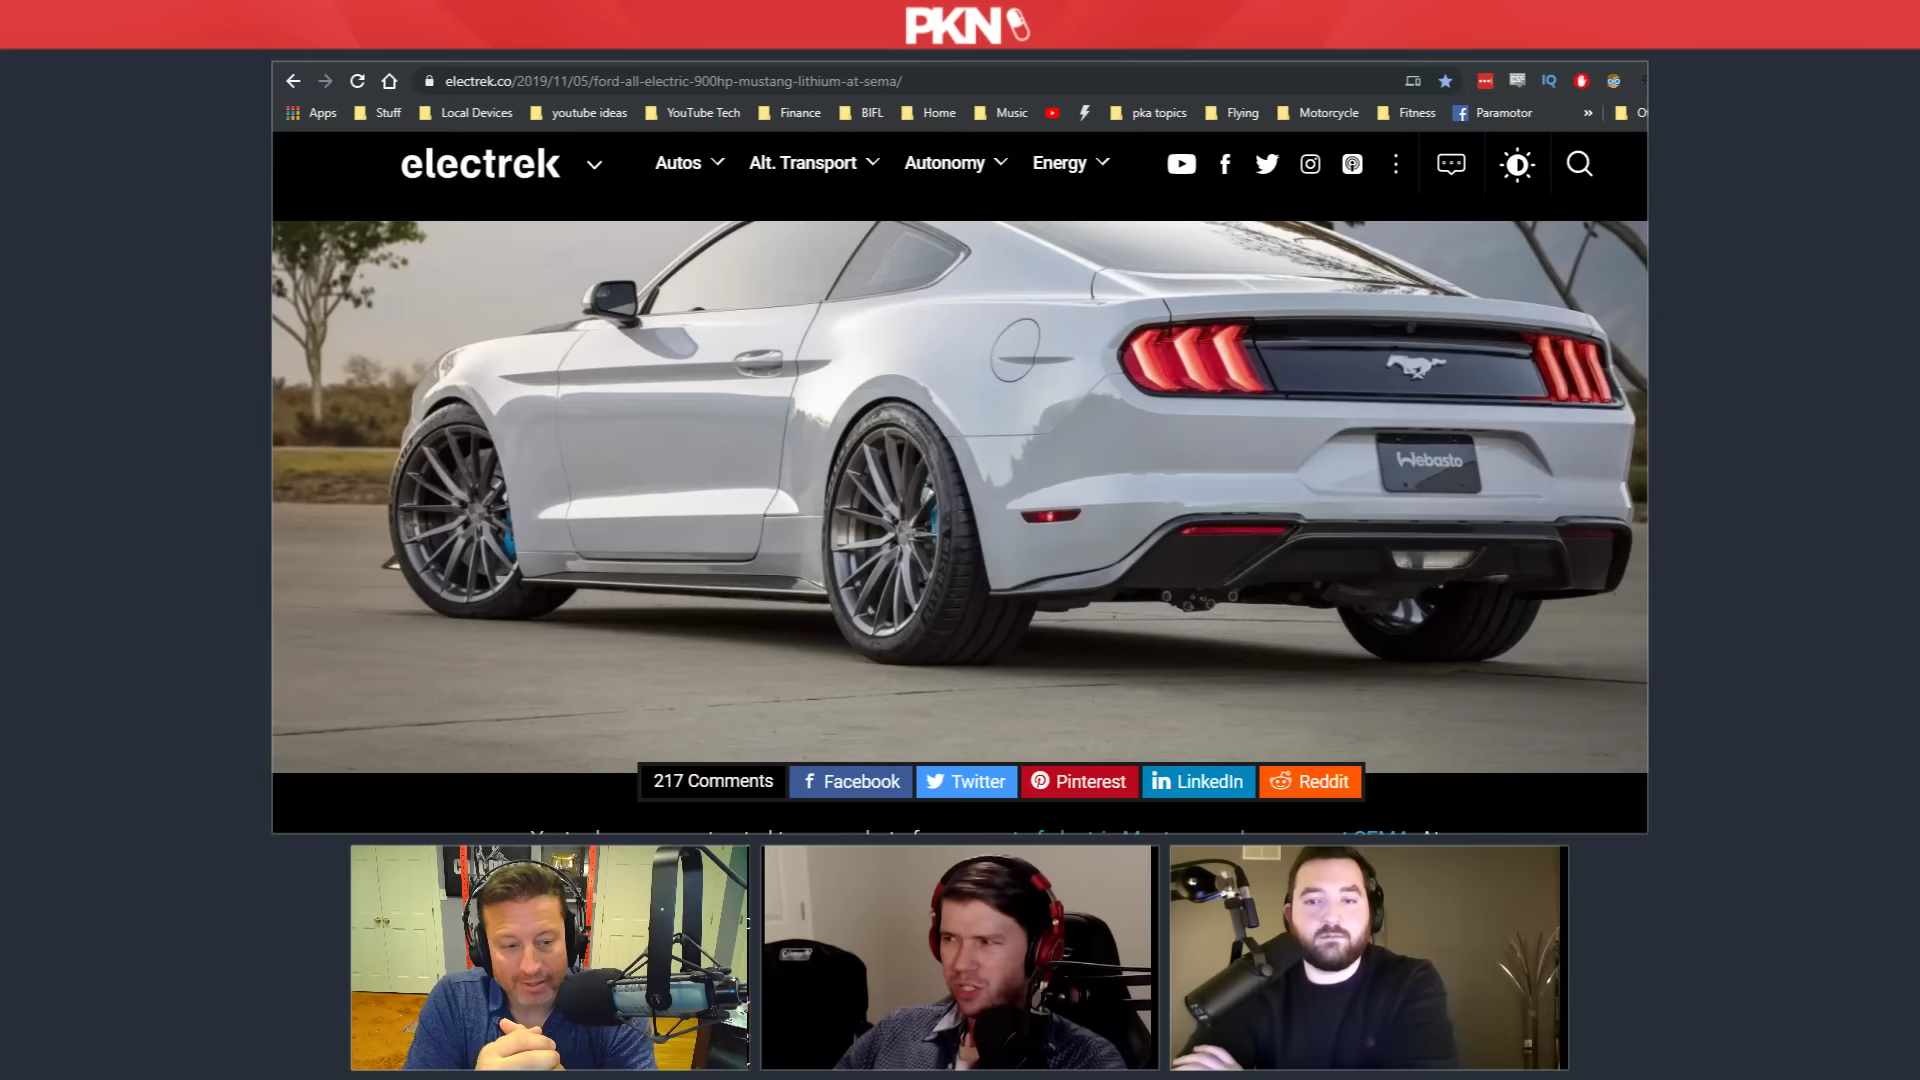 PKN
electrek.co/2019/11/05/ford-all-electric-900hp-mustang-lithium-at-sema/
Apps Stuff Local Devices youtube ideas YouTube Tech Finance BIFL Home Music pka topics Flying Motorcycle Fitness Paramotor »
electrek Autos Alt. Transport Autonomy Energy
Webasto
217 Comments Facebook Twitter Pinterest LinkedIn Reddit